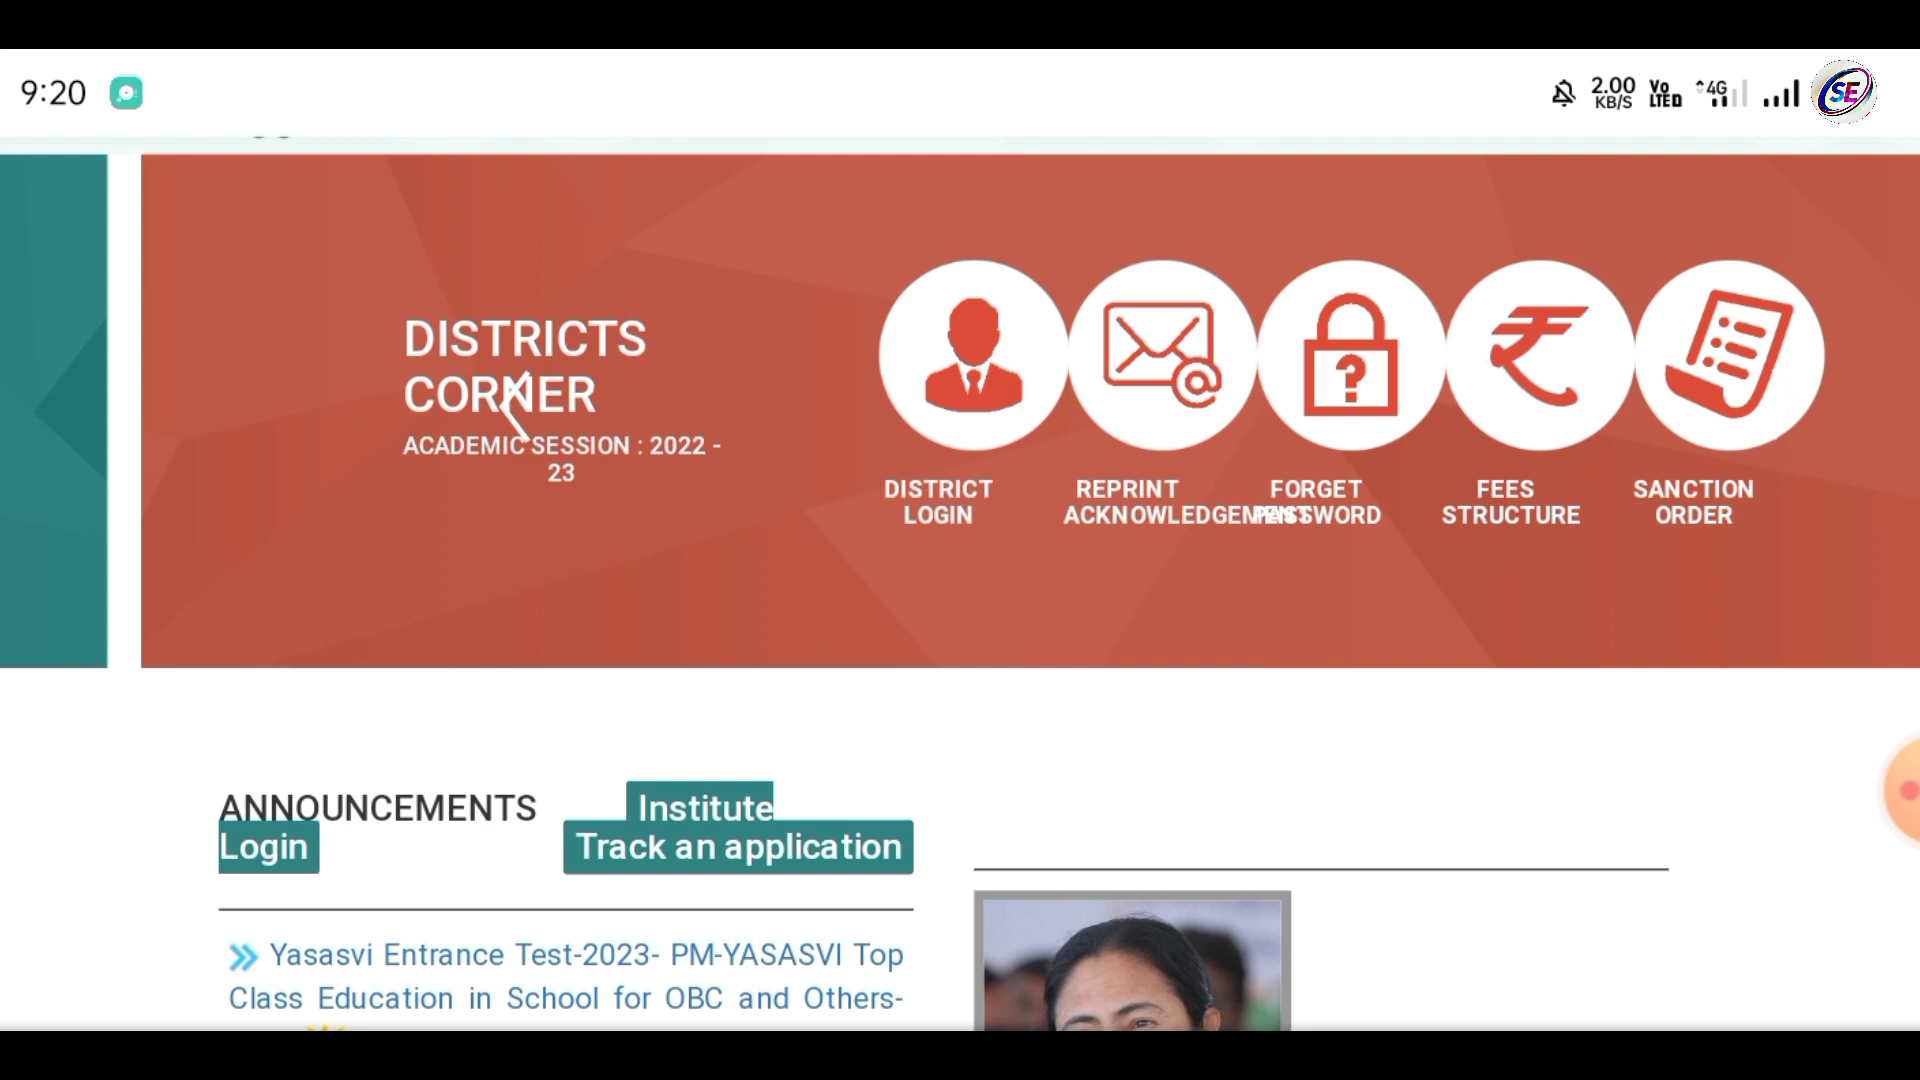 9:20
2.00
KB/S
Vo
LTE
4G
SE
DISTRICTS
CORNER
ACADEMIC SESSION : 2022 -
23
DISTRICT
LOGIN
REPRINT
ACKNOWLEDGEMENT
FORGET
PASSWORD
FEES
STRUCTURE
SANCTION
ORDER
ANNOUNCEMENTS Institute
Login Track an application
Yasasvi Entrance Test-2023- PM-YASASVI Top
Class Education in School for OBC and Others-